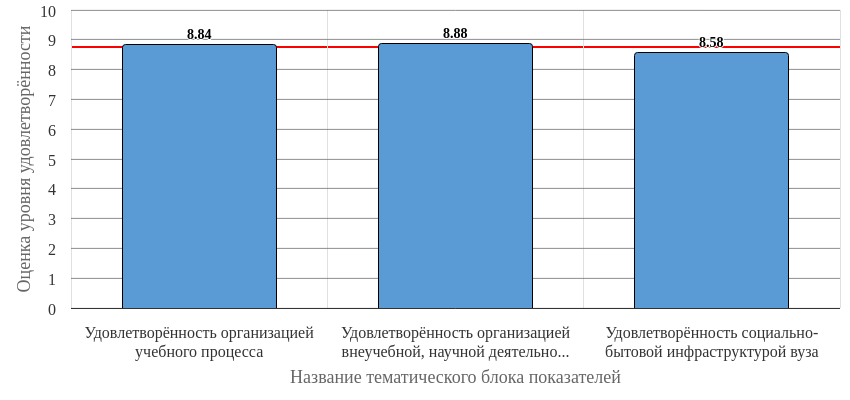 Оценка уровня удовлетворённости
10
9
8
7
6
5
4
3
2
1
0
8.84
8.88
8.58
Удовлетворённость организацией
учебного процесса
Удовлетворённость организацией
внеучебной, научной деятельно...
Удовлетворённость социально-
бытовой инфраструктурой вуза
Название тематического блока показателей